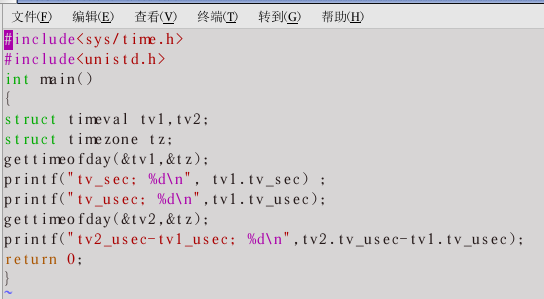 文件(F) 编辑(E) 查看(V) 终端(T) 转到(G) 帮助(H)
#include<sys/time.h>
#include<unistd.h>
int main()
{
struct timeval tv1,tv2;
struct timezone tz;
gettimeofday(&tv1,&tz);
printf("tv_sec; %d\n", tv1.tv_sec) ;
printf("tv_usec; %d\n",tv1.tv_usec);
gettimeofday(&tv2,&tz);
printf("tv2_usec-tv1_usec; %d\n",tv2.tv_usec-tv1.tv_usec);
return 0;
}
~